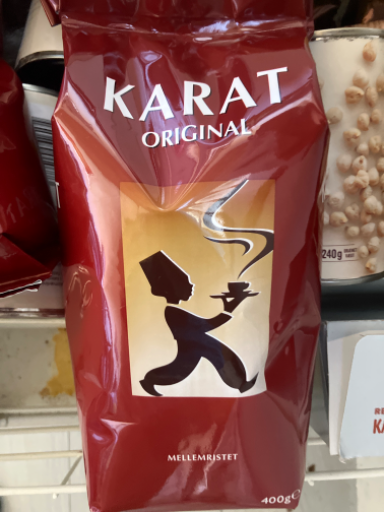 KARAT
ORIGINAL
240g
MELLEMRISTET
400g